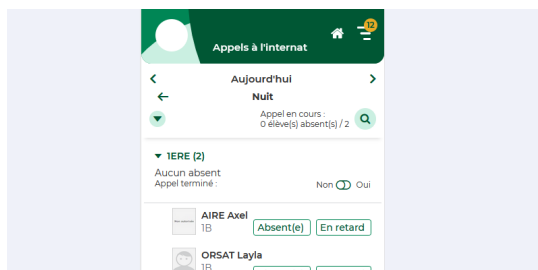 12
Appels à l'internat
Aujourd'hui
Nuit
Appel en cours :
0 élève(s) absent(s) / 2
1ERE (2)
Aucun absent
Appel terminé :
Non Oui
AIRE Axel
1B
Absent(e) En retard
ORSAT Layla
1B